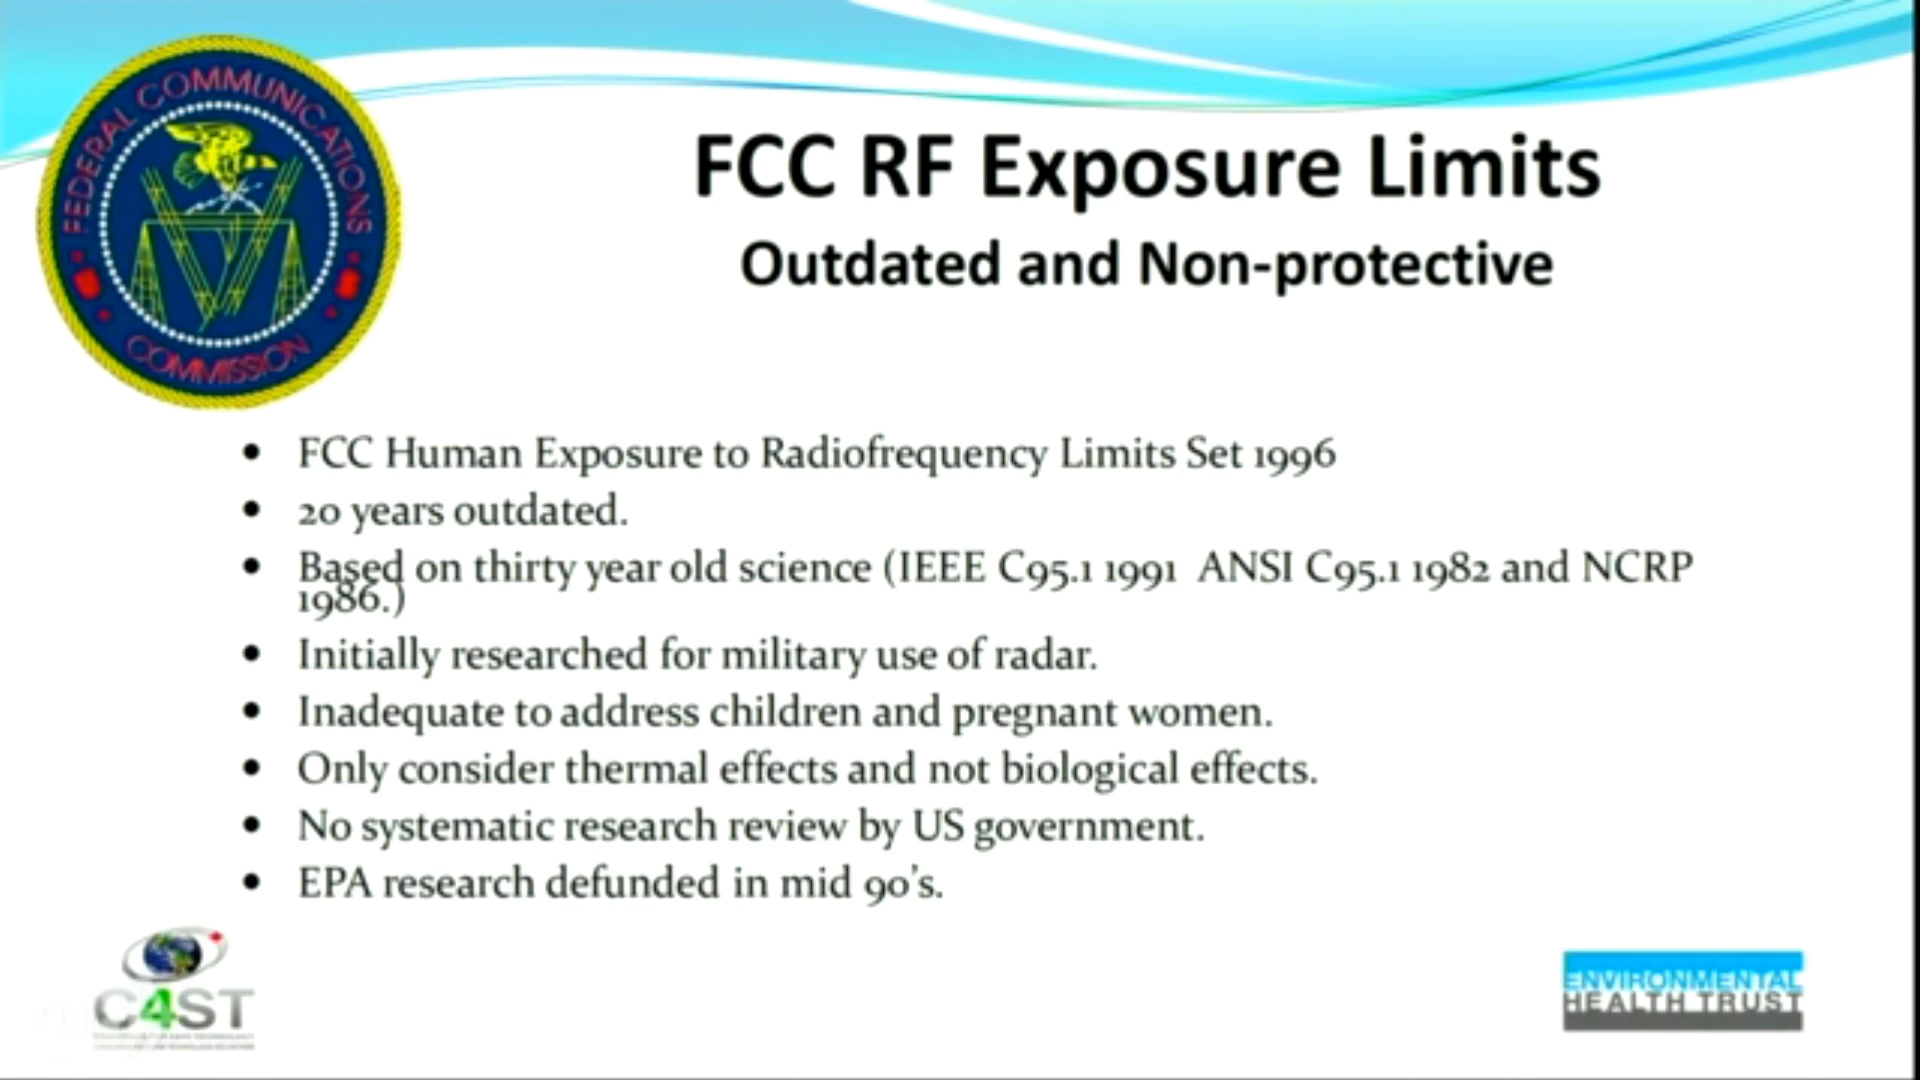 FEDERAL COMMUNICATIONS
COMMISSION
FCC RF Exposure Limits
Outdated and Non-protective
• FCC Human Exposure to Radiofrequency Limits Set 1996
• 20 years outdated.
• Based on thirty year old science (IEEE C95.1 1991 ANSI C95.1 1982 and NCRP
1986.)
• Initially researched for military use of radar.
• Inadequate to address children and pregnant women.
• Only consider thermal effects and not biological effects.
• No systematic research review by US government.
• EPA research defunded in mid 90's.
C4ST
ENVIRONMENTAL
HEALTH TRUST